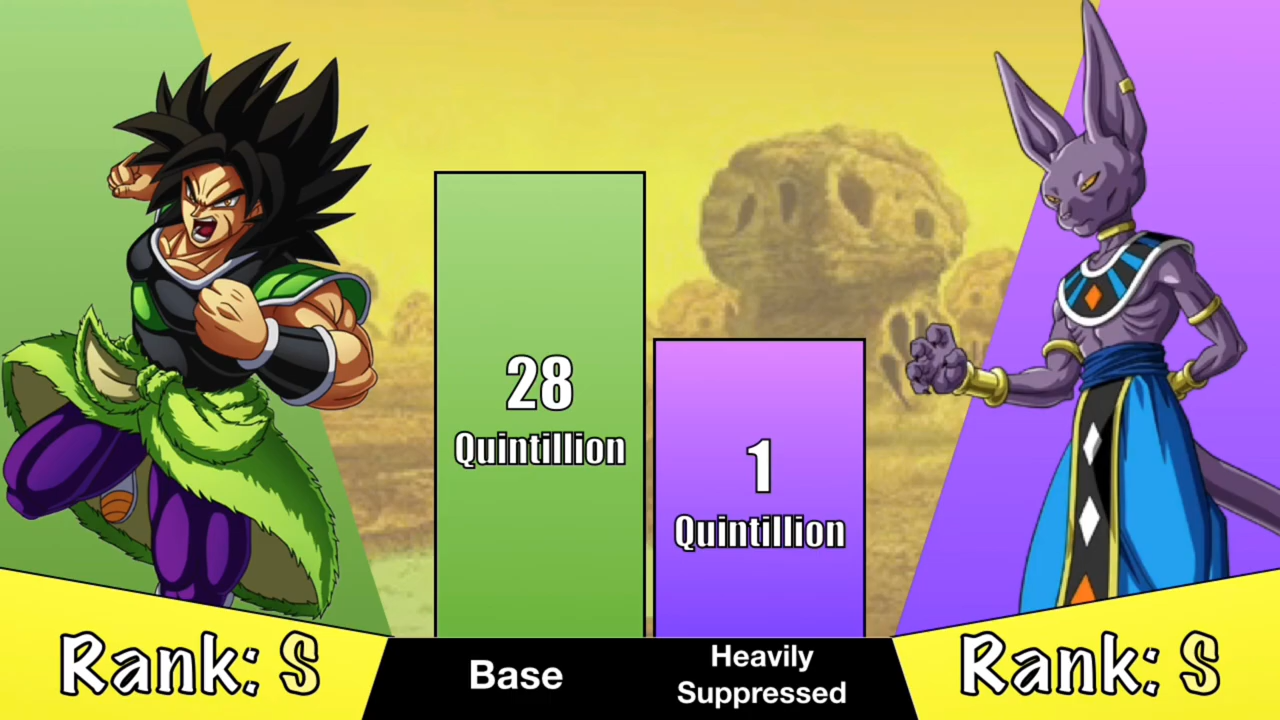 28
Quintillion
1
Quintillion
Rank: S
Base
Heavily
Suppressed
Rank: S